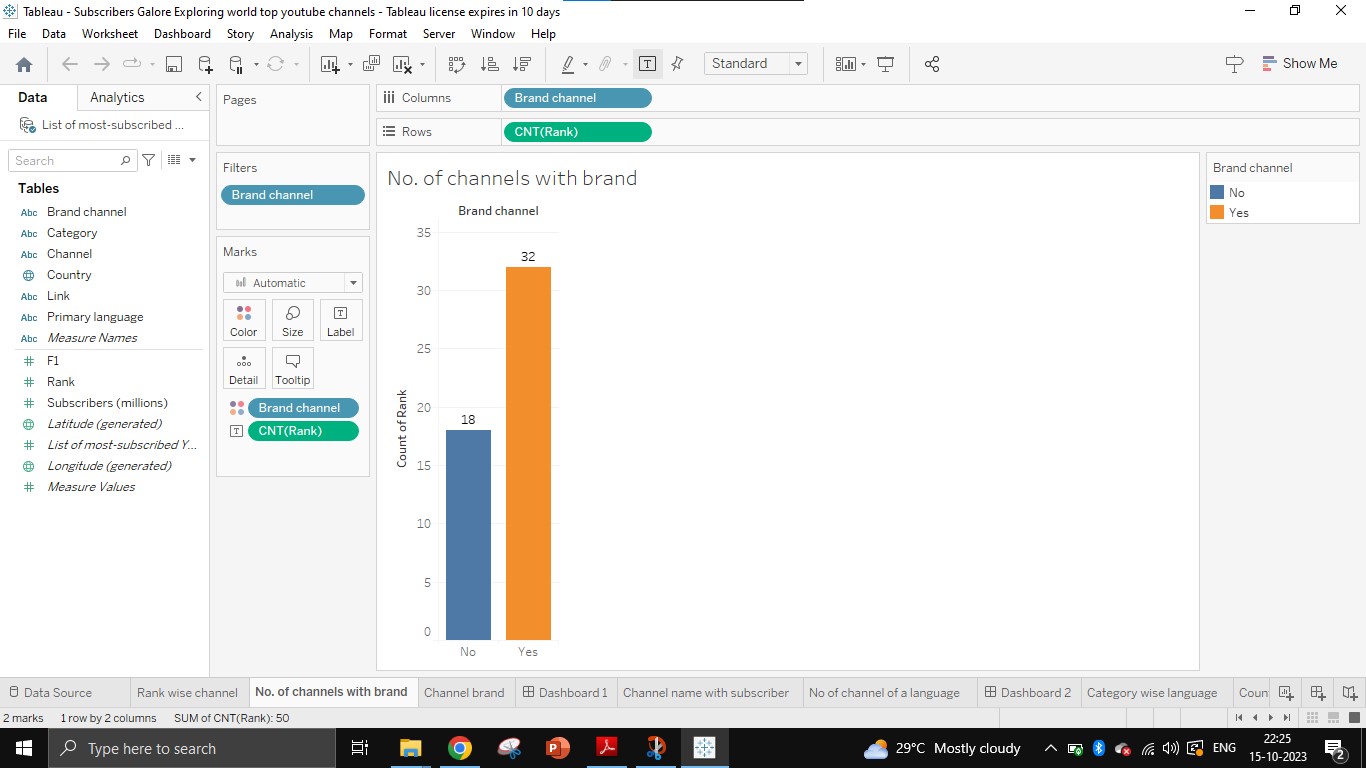 Tableau - Subscribers Galore Exploring world top youtube channels - Tableau license expires in 10 days
File Data Worksheet Dashboard Story Analysis Map Format Server Window Help
Standard
Show Me
Data Analytics
List of most-subscribed ...
Search
Tables
Abc Brand channel
Abc Category
Abc Channel
Country
Abc Link
Abc Primary language
Abc Measure Names
F1
Rank
Subscribers (millions)
Latitude (generated)
List of most-subscribed Y...
Longitude (generated)
Measure Values
Pages
Filters
Brand channel
Marks
Automatic
Color Size Label
Detail Tooltip
Brand channel
CNT(Rank)
Columns Brand channel
Rows CNT(Rank)
No. of channels with brand
Brand channel
Count of Rank
35
30
25
20
15
10
5
0
18
32
No Yes
Brand channel
No
Yes
Data Source Rank wise channel No. of channels with brand Channel brand Dashboard 1 Channel name with subscriber No of channel of a language Dashboard 2 Category wise language Coun
2 marks 1 row by 2 columns SUM of CNT(Rank): 50
Type here to search
29°C Mostly cloudy
ENG
22:25
15-10-2023
2